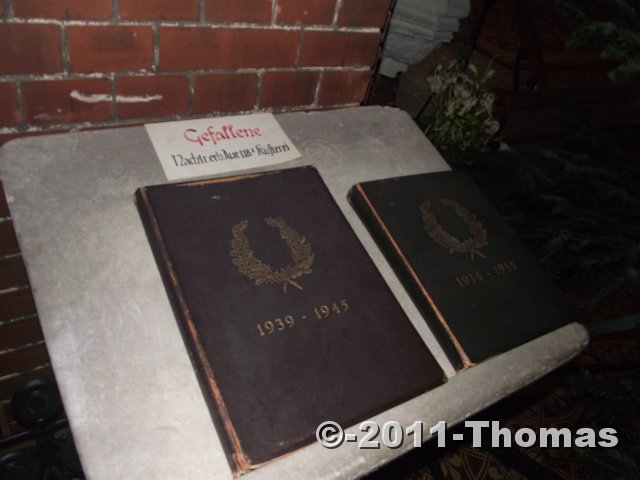 Gefallene
1939 - 1945
1914 - 1918
©-2011-Thomas